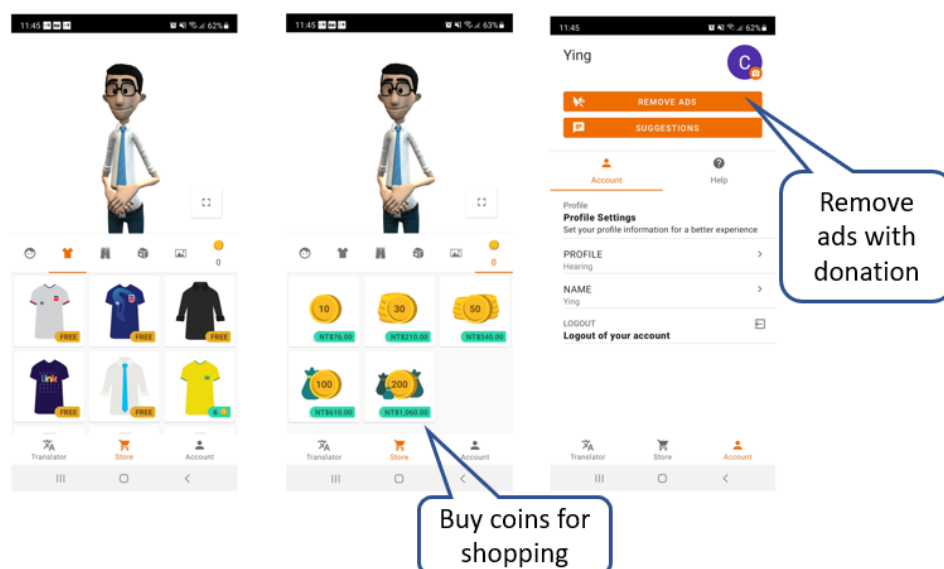 11:45
62%
0
FREE
FREE
FREE
Link
FREE
FREE
6
Translator
Store
Account
11:45
63%
0
10
30
50
NT$76.00
NT$210.00
NT$340.00
100
200
NT$610.00
NT$1,060.00
Translator
Store
Account
Buy coins for
shopping
11:45
62%
Ying
C
REMOVE ADS
SUGGESTIONS
Account
Help
Profile
Profile Settings
Set your profile information for a better experience
PROFILE
Hearing
NAME
Ying
LOGOUT
Logout of your account
Translator
Store
Account
Remove
ads with
donation